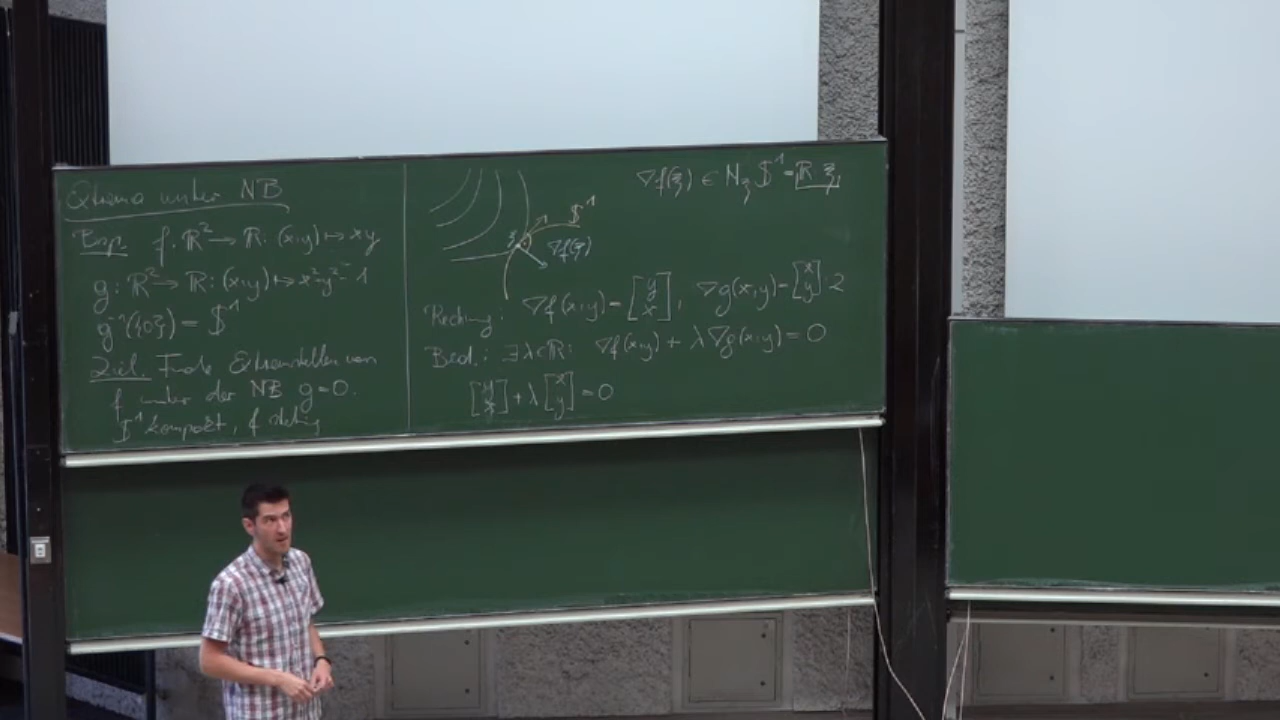 Extrema unter NB
Bsp. f: ℝ² → ℝ: (x,y) ↦ xy
g: ℝ² → ℝ: (x,y) ↦ x²-y²-1
g⁻¹({0}) = 𝕊¹
Ziel. Finde Extremstellen von
f unter der NB g=0.
𝕊¹ kompakt, f stetig
∇f(ξ) ∈ N_ξ 𝕊¹ = ℝ ξ
𝕊¹
ξ
∇f(ξ)
Rechnung: ∇f(x,y) = [y x], ∇g(x,y) = [x y]·2
Bed.: ∃λ∈ℝ: ∇f(x,y) + λ∇g(x,y) = 0
[y x] + λ [x y] = 0